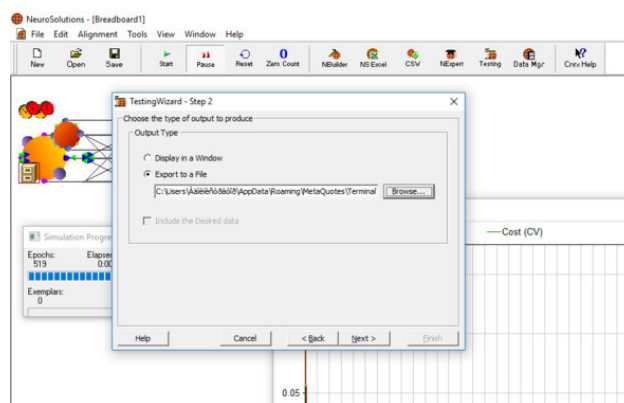 NeuroSolutions - [Breadboard1]
File Edit Alignment Tools View Window Help
New Open Save Start Pause Reset Zero Count NBuilder NS Excel CSW NExpert Testing Data Mgr Cntx Help
TestingWizard - Step 2
Choose the type of output to produce
Output Type
Display in a Window
Export to a File
\AppData\Roaming\MetaQuotes\Terminal Browse...
Include the Desired data
Help Cancel < Back Next > Finish
Simulation Progre
Epochs: Elapse
519 0:00
Exemplars:
0
Cost (CV)
0.05